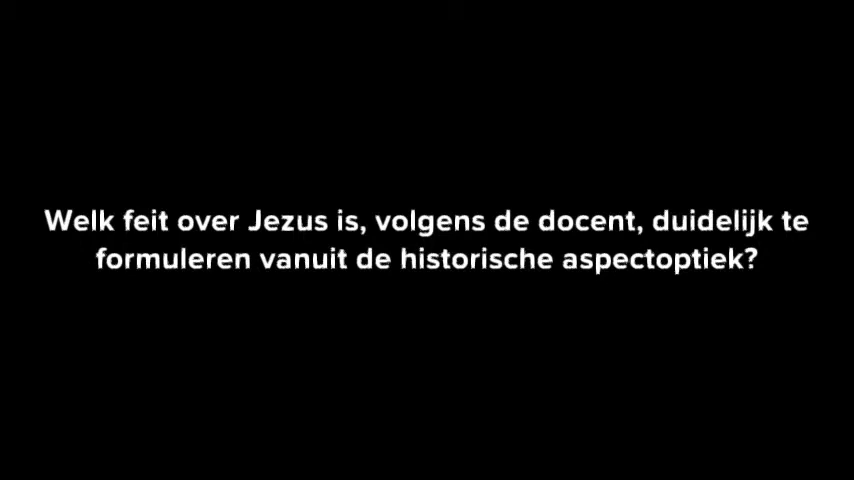 Welk feit over Jezus is, volgens de docent, duidelijk te
formuleren vanuit de historische aspectoptiek?